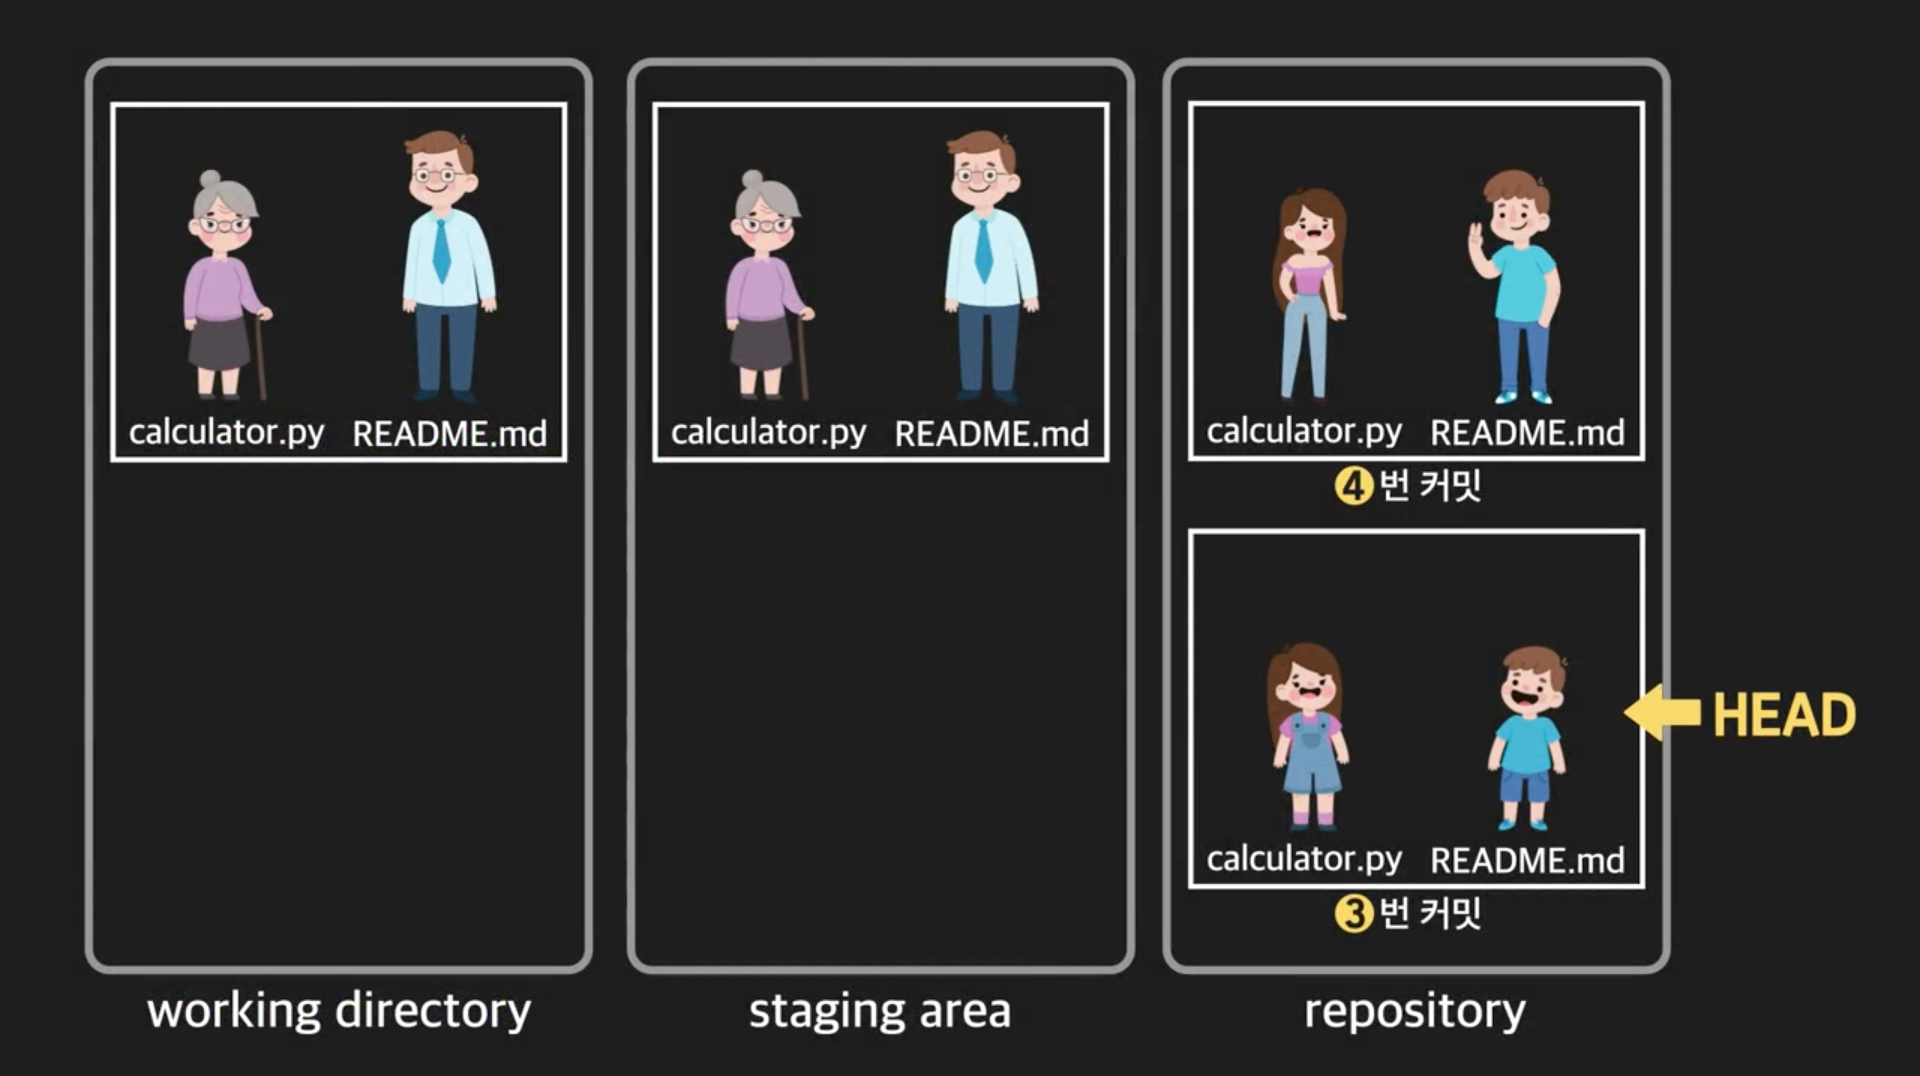 calculator.py README.md
calculator.py README.md
calculator.py README.md
4번 커밋
calculator.py README.md
3번 커밋
HEAD
working directory
staging area
repository